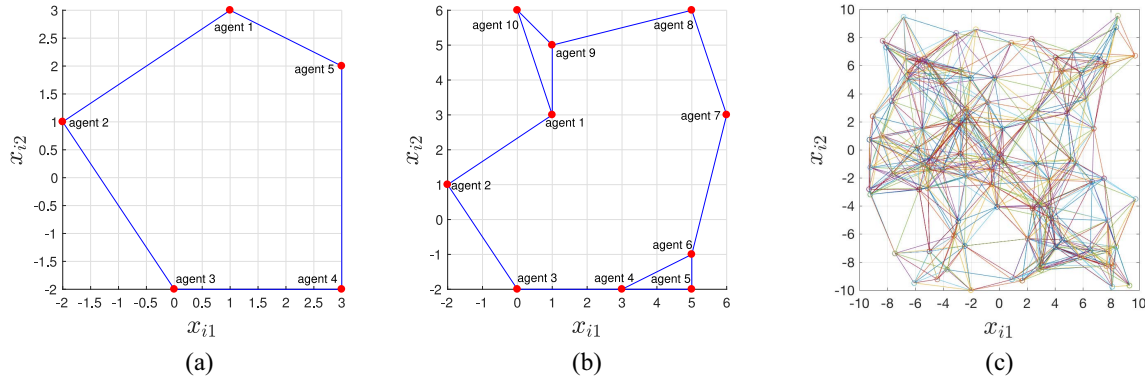 3
2.5
2
1.5
1
0.5
0
-0.5
-1
-1.5
-2
-2 -1.5 -1 -0.5 0 0.5 1 1.5 2 2.5 3
x_{i2}
x_{i1}
agent 1
agent 5
agent 2
agent 3
agent 4
(a)
6
5
4
3
2
1
0
-1
-2
-2 -1 0 1 2 3 4 5 6
x_{i2}
x_{i1}
agent 10
agent 8
agent 9
agent 1
agent 7
agent 2
agent 6
agent 3
agent 4
agent 5
(b)
10
8
6
4
2
0
-2
-4
-6
-8
-10
-10 -8 -6 -4 -2 0 2 4 6 8 10
x_{i2}
x_{i1}
(c)